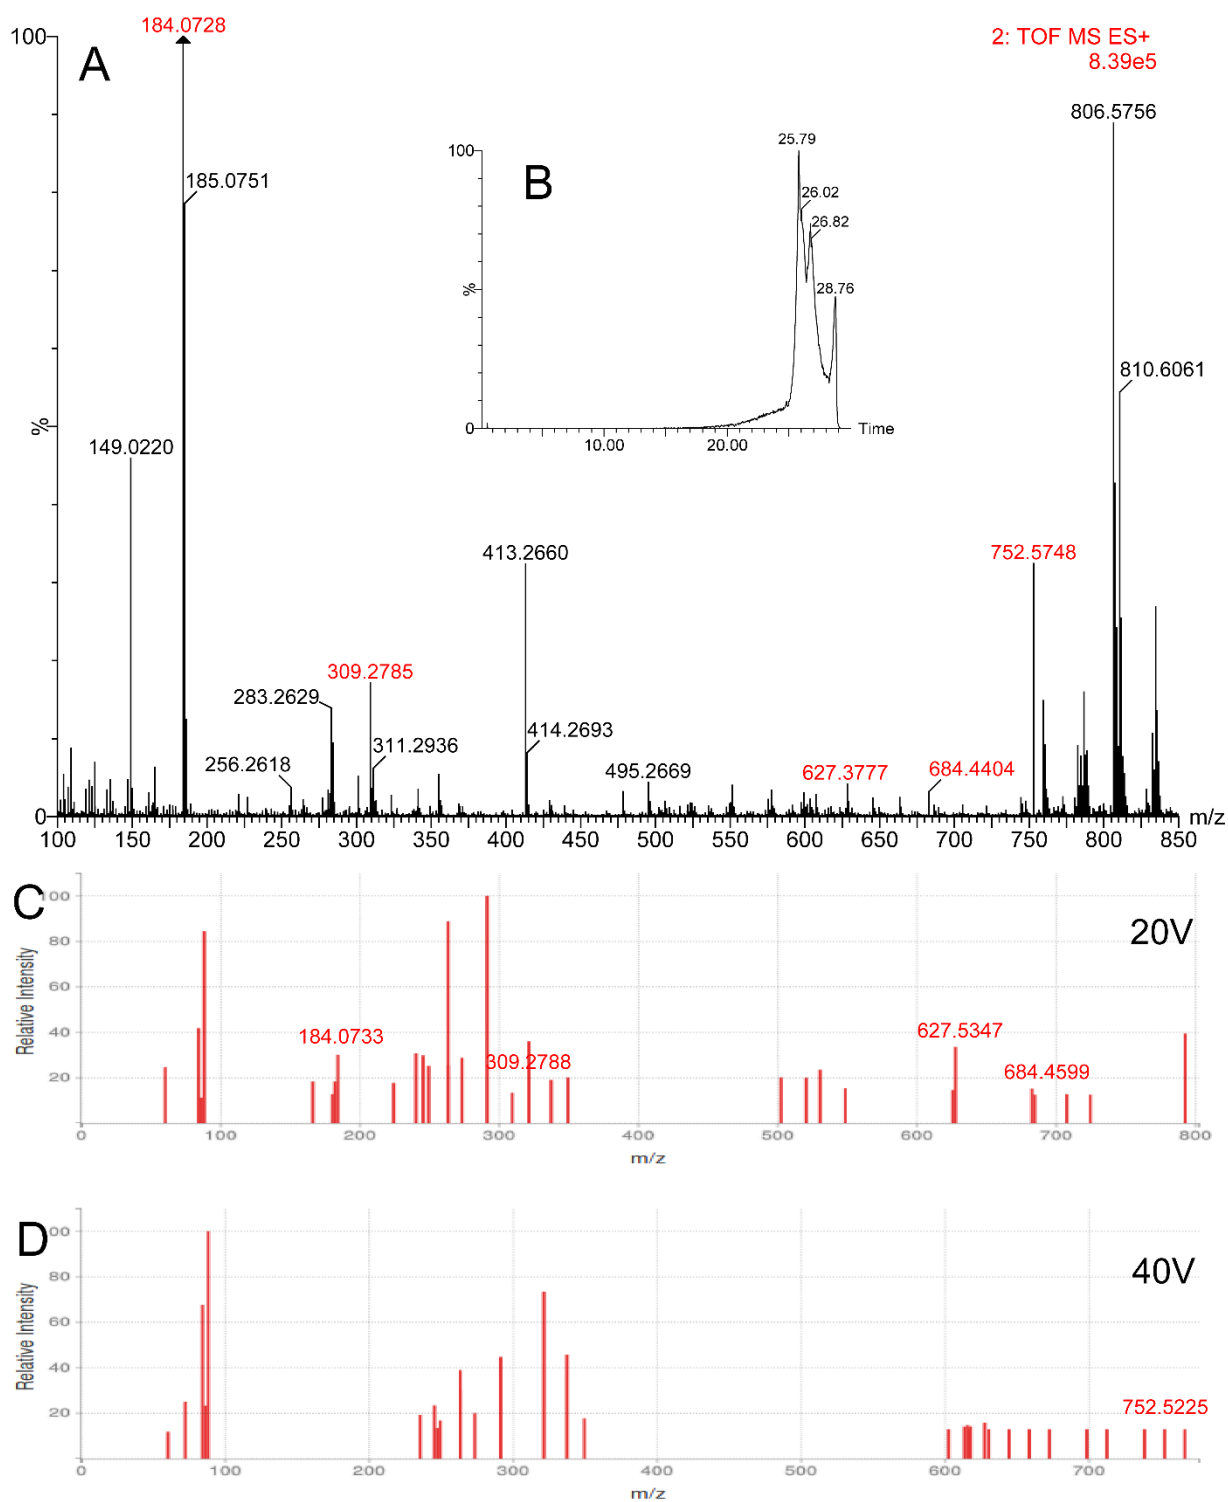 184.0728
100
A
2: TOF MS ES+
8.39e5
806.5756
185.0751
100
B
25.79
26.02
26.82
28.76
%
0
Time
10.00
20.00
810.6061
%
149.0220
413.2660
752.5748
309.2785
283.2629
311.2936
414.2693
256.2618
495.2669
627.3777
684.4404
0
100 150 200 250 300 350 400 450 500 550 600 650 700 750 800 850 m/z
C
00
20V
80
60
40
20
Relative Intensity
184.0733
309.2788
627.5347
684.4599
0 100 200 300 400 500 600 700 800
m/z
D
00
40V
80
60
40
20
Relative Intensity
752.5225
0 100 200 300 400 500 600 700
m/z